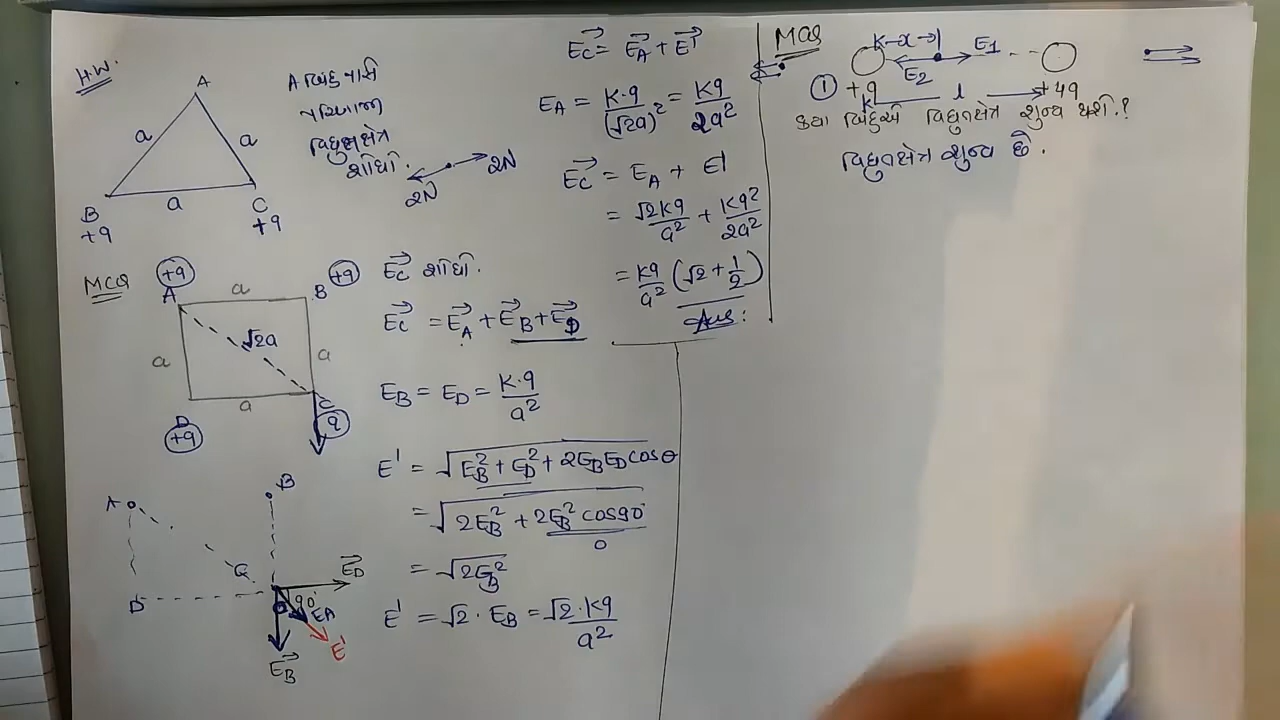 H.W.
A
a
a
a
B
+q
C
+q
A બિંદુ પાસે
પરિણામી
વિદ્યુતક્ષેત્ર
શોધો.
2N
2N
MCQ
+q
A
a
B
+q
a
√2a
a
D
+q
a
C
q
E⃗c શોધો.
E⃗c = E⃗A + E⃗B + E⃗D
EB = ED = K·q/a²
E' = √(EB² + ED² + 2EBED cosθ)
= √(2EB² + 2EB² cos90°)
0
= √(2EB²)
E' = √2 · EB = √2·Kq/a²
A
B
D
E⃗D
90°
EA
E'
E⃗B
E⃗c = E⃗A + E⃗'
EA = K·q/(√2a)² = Kq/2a²
E⃗c = EA + E'
= √2Kq/a² + Kq²/2a²
= Kq/a² (√2 + 1/2)
Ans:
MCQ
K-x→| E1
E2
① +q l +4q
કયા બિંદુએ વિદ્યુતક્ષેત્ર શુન્ય થશે.?
વિદ્યુતક્ષેત્ર શુન્ય છે.